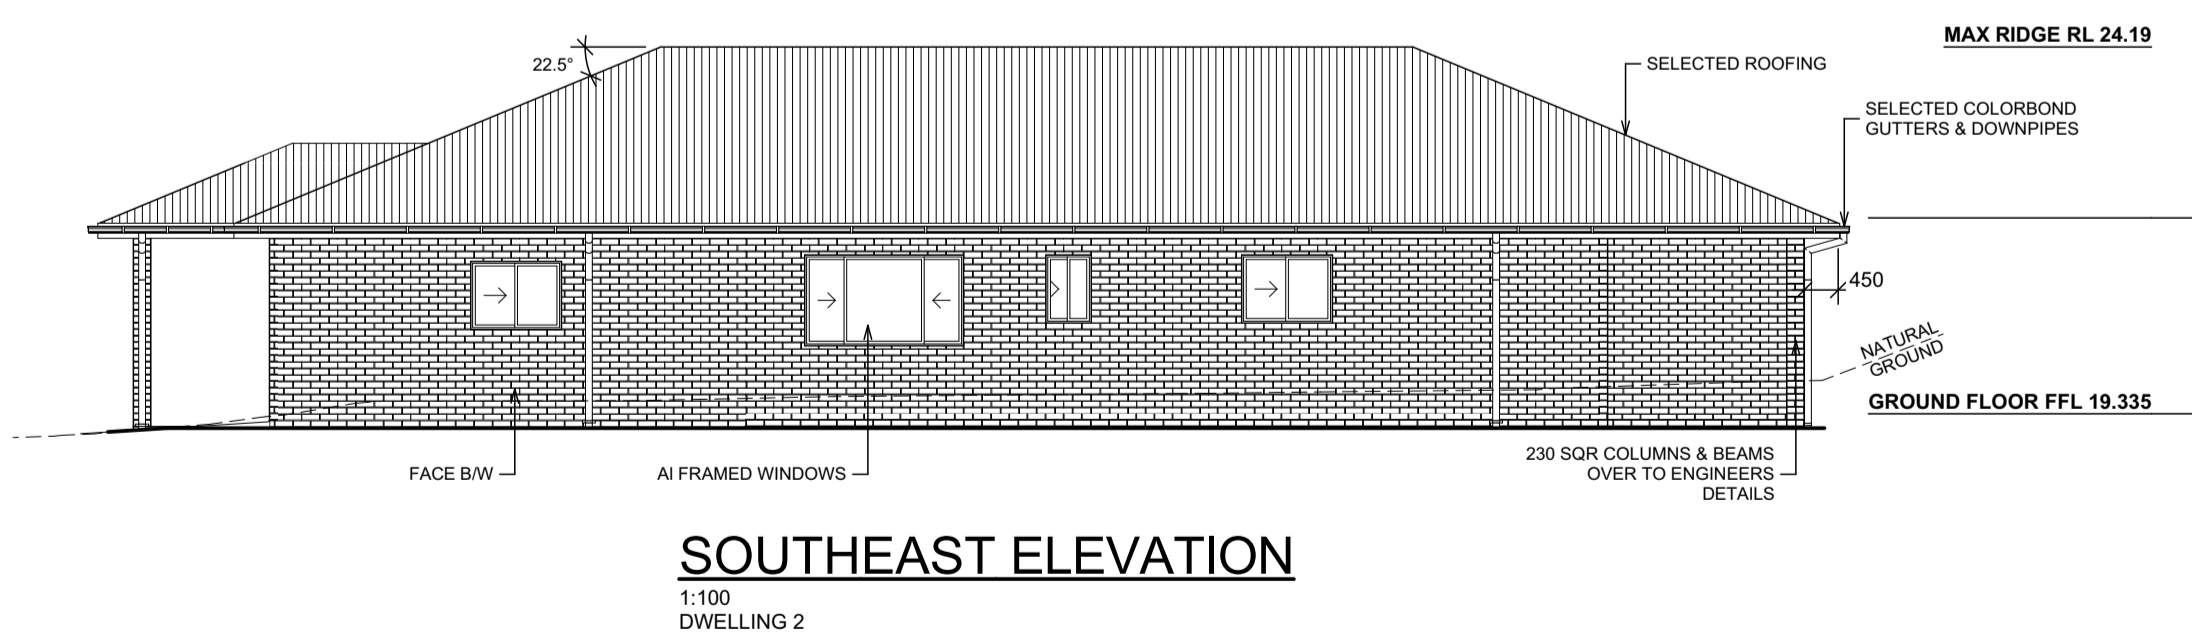 MAX RIDGE RL 24.19
22.5°
SELECTED ROOFING
SELECTED COLORBOND
GUTTERS & DOWNPIPES
450
NATURAL
GROUND
GROUND FLOOR FFL 19.335
FACE B/W
Al FRAMED WINDOWS
230 SQR COLUMNS & BEAMS
OVER TO ENGINEERS
DETAILS
SOUTHEAST ELEVATION
1:100
DWELLING 2